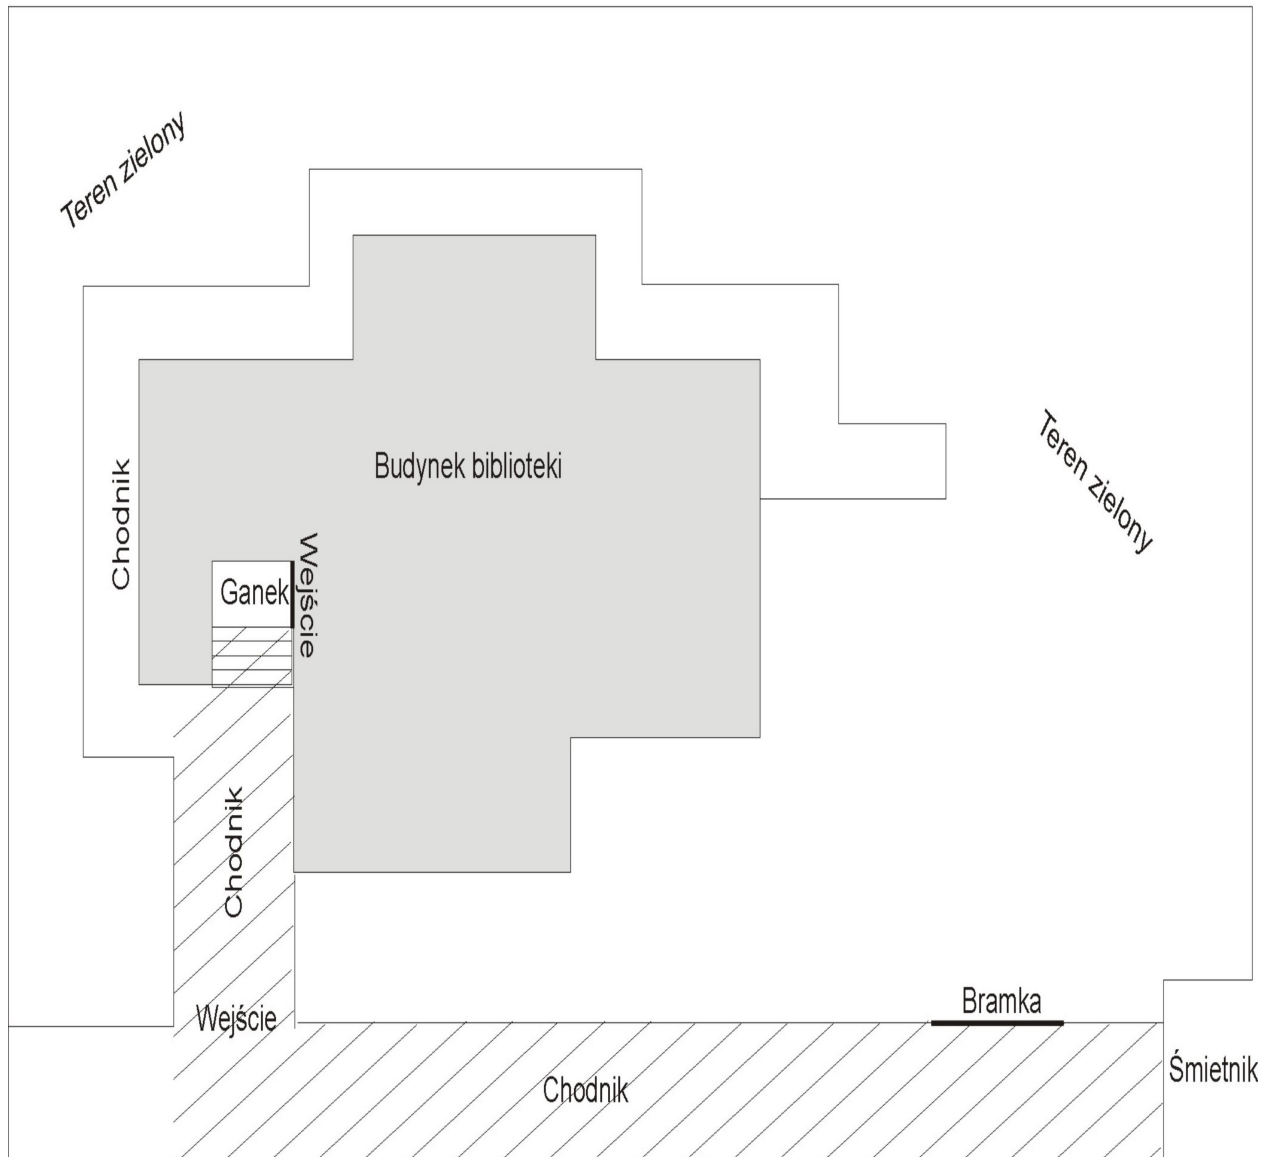 Teren zielony
Teren zielony
Budynek biblioteki
Chodnik
Wejście
Ganek
Chodnik
Wejście
Bramka
Śmietnik
Chodnik